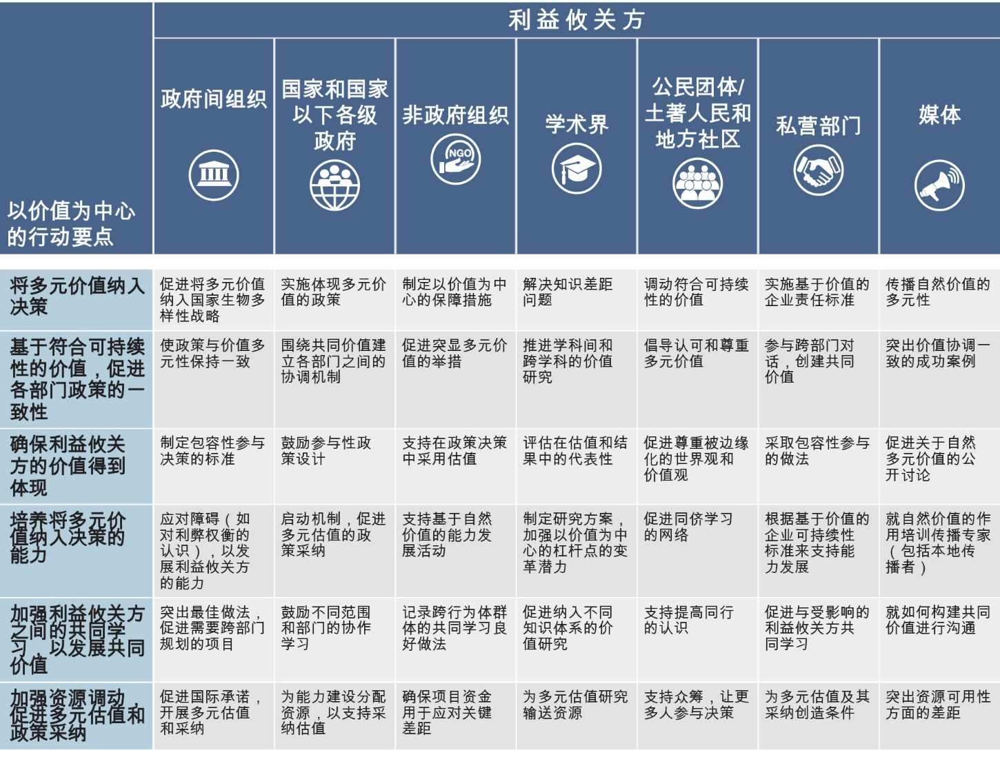 利益攸关方
以价值为中心
的行动要点
政府间组织
国家和国家
以下各级
政府
非政府组织
NGO
学术界
公民团体/
土著人民和
地方社区
私营部门
媒体
将多元价值纳入
决策
促进将多元价值
纳入国家生物多
样性战略
实施体现多元价
值的政策
制定以价值为中
心的保障措施
解决知识差距
问题
调动符合可持续
性的价值
实施基于价值的
企业责任标准
传播自然价值的
多元性
基于符合可持续
性的价值，促进
各部门政策的一
致性
使政策与价值多
元性保持一致
围绕共同价值建
立各部门之间的
协调机制
促进突显多元价
值的举措
推进学科间和
跨学科的价值
研究
倡导认可和尊重
多元价值
参与跨部门对
话，创建共同
价值
突出价值协调一
致的成功案例
确保利益攸关
方的价值得到
体现
制定包容性参与
决策的标准
鼓励参与性政
策设计
支持在政策决策
中采用估值
评估在估值和结
果中的代表性
促进尊重被边缘
化的世界观和
价值观
采取包容性参与
的做法
促进关于自然
多元价值的公
开讨论
培养将多元价
值纳入决策的
能力
应对障碍（如
对利弊权衡的
认识），以发
展利益攸关方
的能力
启动机制，促进
多元估值的政
策采纳
支持基于自然
价值的能力发
展活动
制定研究方案，
加强以价值为中
心的杠杆点的变
革潜力
促进同侪学习
的网络
根据基于价值的
企业可持续性
标准来支持能
力发展
就自然价值的作
用培训传播专家
（包括本地传
播者）
加强利益攸关方
之间的共同学
习，以发展共同
价值
突出最佳做法，
促进需要跨部门
规划的项目
鼓励不同范围
和部门的协作
学习
记录跨行为体群
体的共同学习良
好做法
促进纳入不同
知识体系的价
值研究
支持提高同行
的认识
促进与受影响的
利益攸关方共
同学习
就如何构建共同
价值进行沟通
加强资源调动，
促进多元估值和
政策采纳
促进国际承诺，
开展多元估值
和采纳
为能力建设分配
资源，以支持采
纳估值
确保项目资金
用于应对关键
差距
为多元估值研究
输送资源
支持众筹，让更
多人参与决策
为多元估值及其
采纳创造条件
突出资源可用性
方面的差距